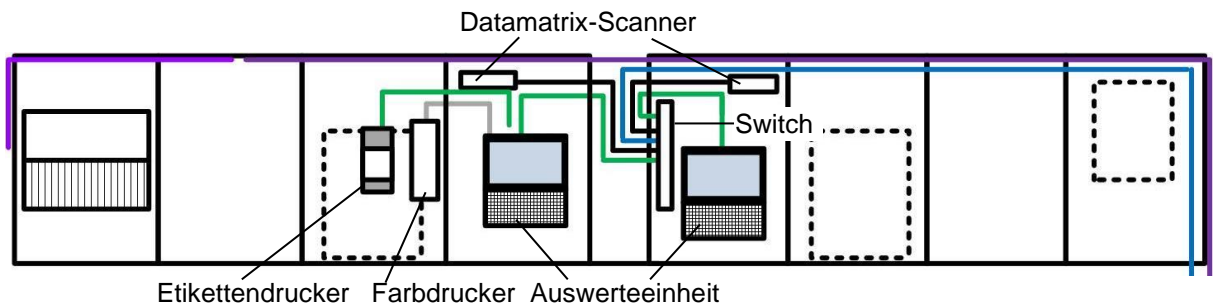 Datamatrix-Scanner
Switch
Etikettendrucker Farbdrucker Auswerteeinheit